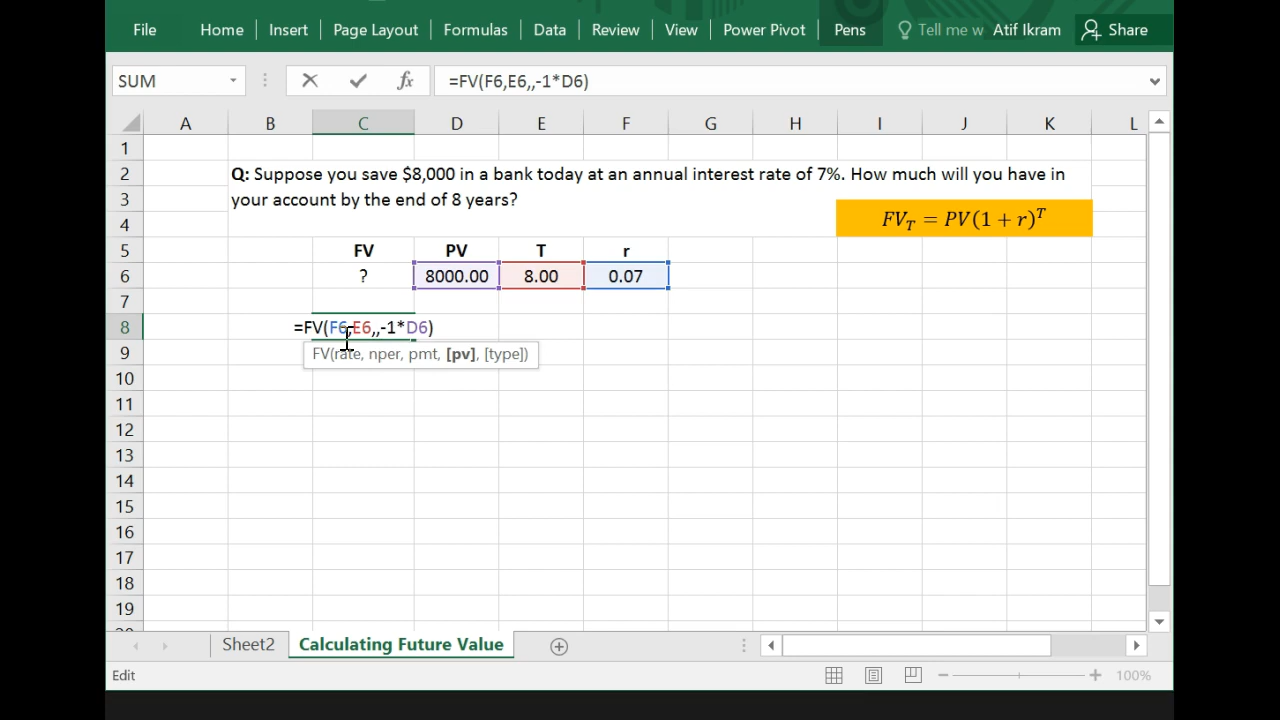 File Home Insert Page Layout Formulas Data Review View Power Pivot Pens Tell me w Atif Ikram Share
SUM =FV(F6,E6,,-1*D6)
A B C D E F G H I J K L
1
2 Q: Suppose you save $8,000 in a bank today at an annual interest rate of 7%. How much will you have in
3 your account by the end of 8 years?
4 FV_T = PV(1 + r)^T
5 FV PV T r
6 ? 8000.00 8.00 0.07
7
8 =FV(F6,E6,,-1*D6)
9 FV(rate, nper, pmt, [pv], [type])
10
11
12
13
14
15
16
17
18
19
Sheet2 Calculating Future Value
Edit 100%